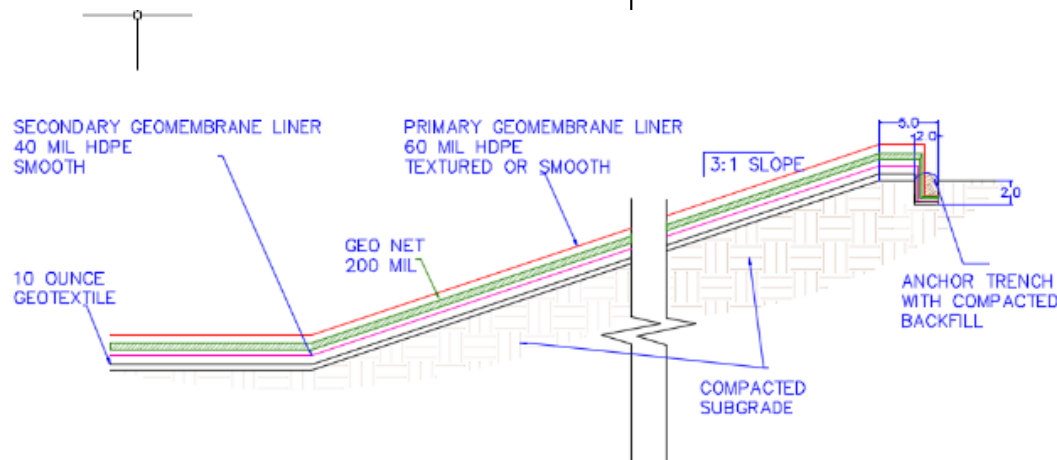 SECONDARY GEOMEMBRANE LINER
40 MIL HDPE
SMOOTH
PRIMARY GEOMEMBRANE LINER
60 MIL HDPE
TEXTURED OR SMOOTH
3:1 SLOPE
5.0
2.0
2.0
GEO NET
200 MIL
10 OUNCE
GEOTEXTILE
ANCHOR TRENCH
WITH COMPACTED
BACKFILL
COMPACTED
SUBGRADE